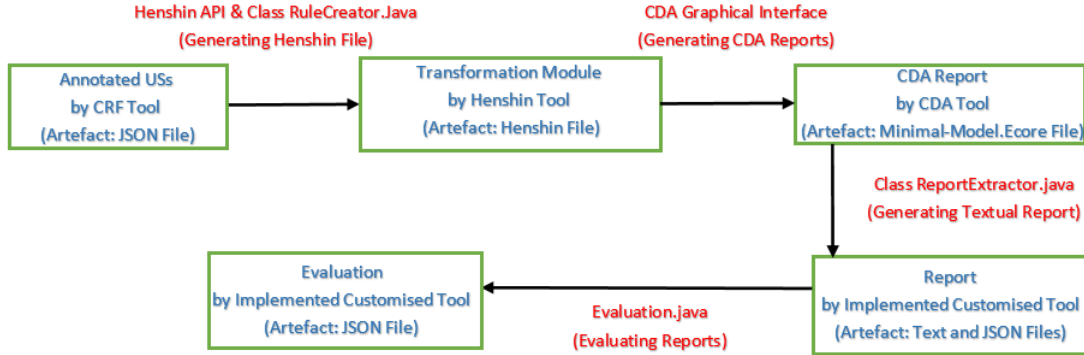 Henshin API & Class RuleCreator.Java
(Generating Henshin File)
CDA Graphical Interface
(Generating CDA Reports)
Annotated USs
by CRF Tool
(Artefact: JSON File)
Transformation Module
by Henshin Tool
(Artefact: Henshin File)
CDA Report
by CDA Tool
(Artefact: Minimal-Model.Ecore File)
Class ReportExtractor.java
(Generating Textual Report)
Evaluation
by Implemented Customised Tool
(Artefact: JSON File)
Evaluation.java
(Evaluating Reports)
Report
by Implemented Customised Tool
(Artefact: Text and JSON Files)